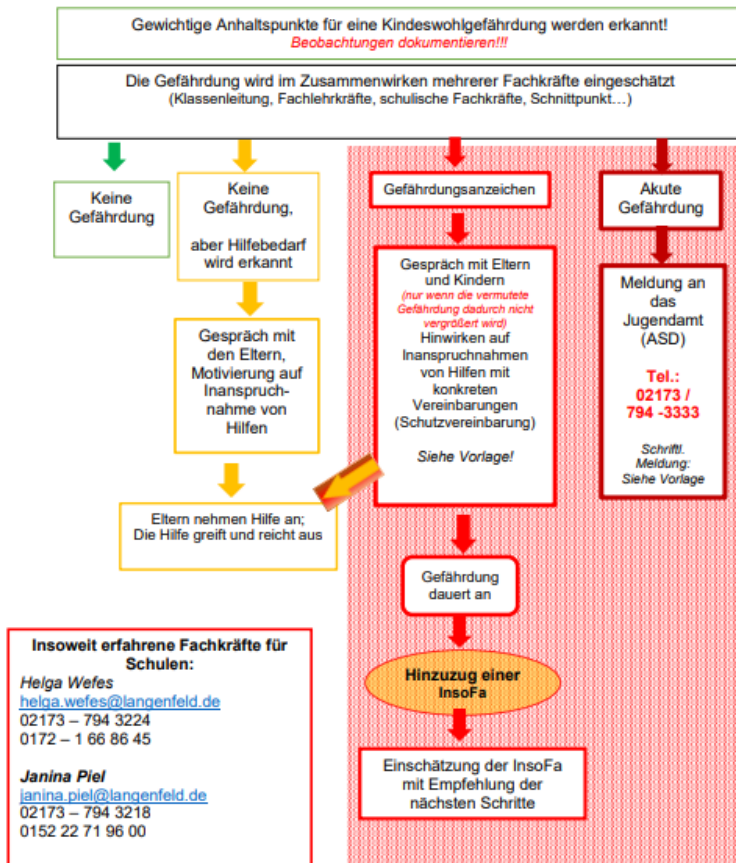 Gewichtige Anhaltspunkte für eine Kindeswohlgefährdung werden erkannt!
Beobachtungen dokumentieren!!!
Die Gefährdung wird im Zusammenwirken mehrerer Fachkräfte eingeschätzt
(Klassenleitung, Fachlehrkräfte, schulische Fachkräfte, Schnittpunkt…)
Keine
Gefährdung
Keine
Gefährdung,
aber Hilfebedarf
wird erkannt
Gespräch mit
den Eltern,
Motivierung auf
Inanspruch-
nahme von
Hilfen
Eltern nehmen Hilfe an;
Die Hilfe greift und reicht aus
Gefährdungsanzeichen
Gespräch mit Eltern
und Kindern
(nur wenn die vermutete
Gefährdung dadurch nicht
vergrößert wird)
Hinwirken auf
Inanspruchnahmen
von Hilfen mit
konkreten
Vereinbarungen
(Schutzvereinbarung)
Siehe Vorlage!
Gefährdung
dauert an
Hinzuzug einer
InsoFa
Einschätzung der InsoFa
mit Empfehlung der
nächsten Schritte
Akute
Gefährdung
Meldung an
das
Jugendamt
(ASD)
Tel.:
02173 /
794 -3333
Schriftl.
Meldung:
Siehe Vorlage
Insoweit erfahrene Fachkräfte für
Schulen:
Helga Wefes
helga.wefes@langenfeld.de
02173 – 794 3224
0172 – 1 66 86 45
Janina Piel
janina.piel@langenfeld.de
02173 – 794 3218
0152 22 71 96 00